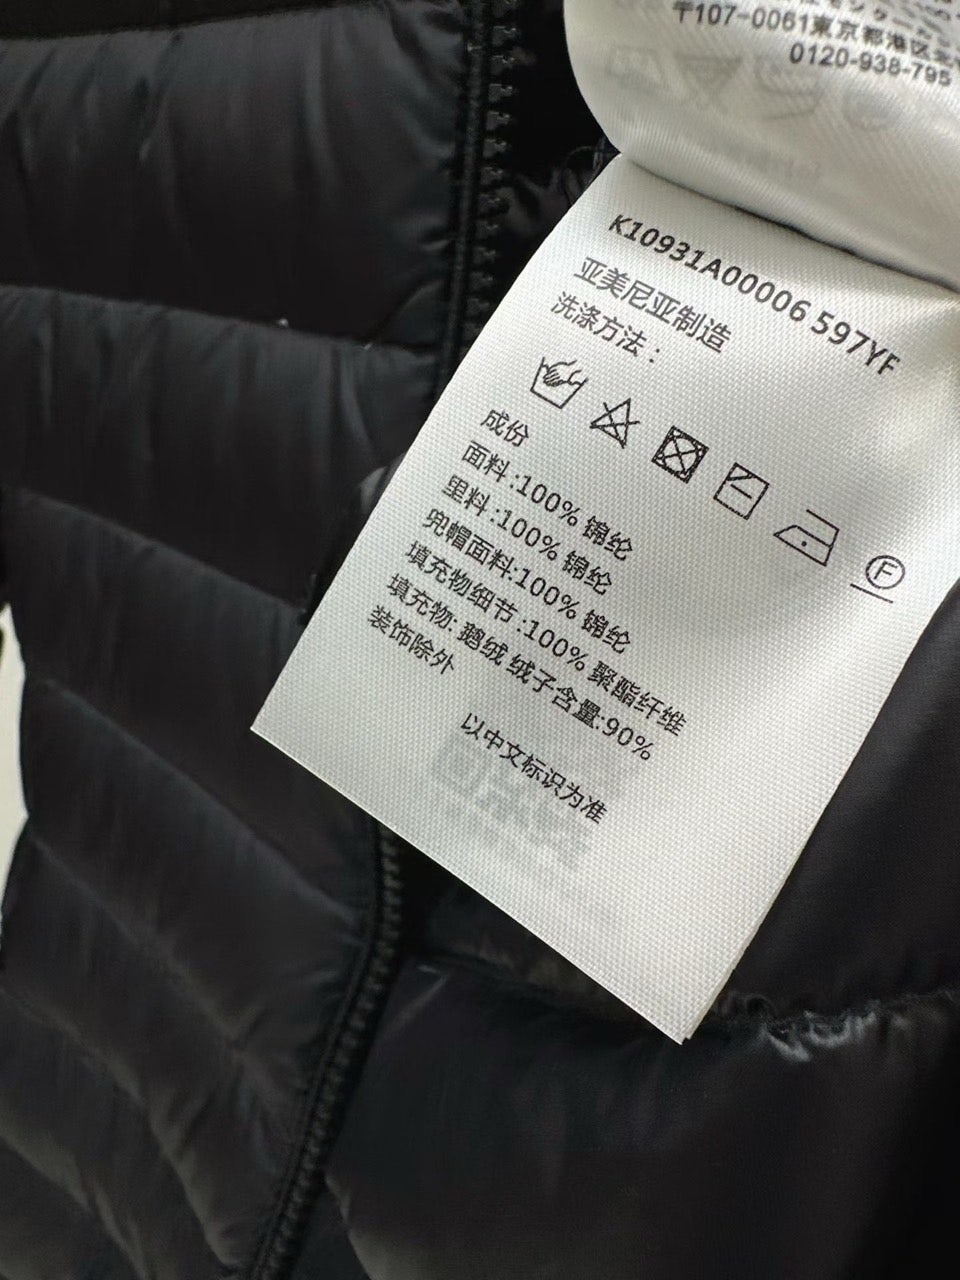 〒107-0061東京都港区北
0120-938-795
K10931A00006 597YF
亚美尼亚制造
洗涤方法：
F
成份
面料:100% 锦纶
里料:100% 锦纶
兜帽面料:100% 锦纶
填充物细节:100% 聚酯纤维
填充物: 鹅绒 绒子含量:90%
装饰除外
以中文标识为准